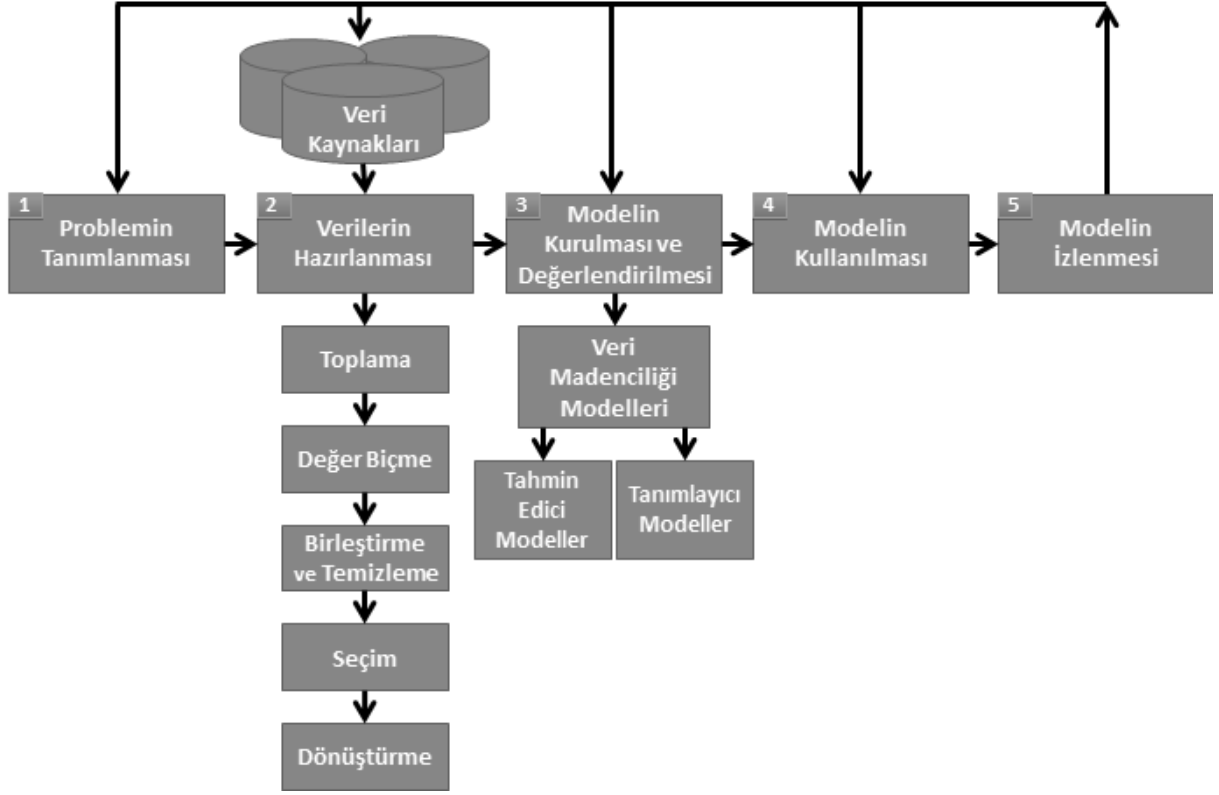 Veri
Kaynakları
1
Problemin
Tanımlanması
2
Verilerin
Hazırlanması
3
Modelin
Kurulması ve
Değerlendirilmesi
4
Modelin
Kullanılması
5
Modelin
İzlenmesi
Toplama
Değer Biçme
Birleştirme
ve Temizleme
Seçim
Dönüştürme
Veri
Madenciliği
Modelleri
Tahmin
Edici
Modeller
Tanımlayıcı
Modeller